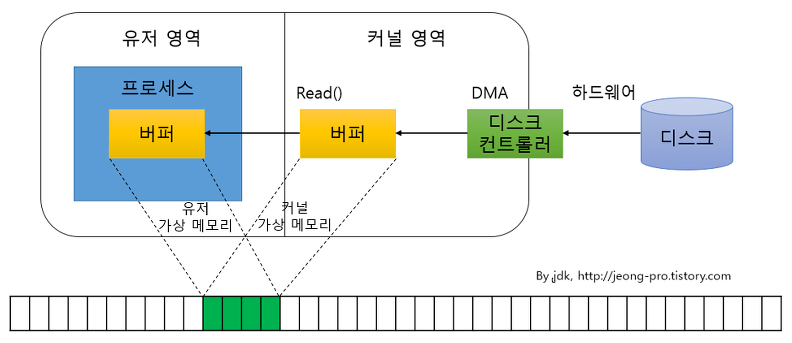 유저 영역
커널 영역
프로세스
Read()
DMA
하드웨어
버퍼
버퍼
디스크
컨트롤러
디스크
유저
가상 메모리
커널
가상 메모리
By.jdk, http://jeong-pro.tistory.com